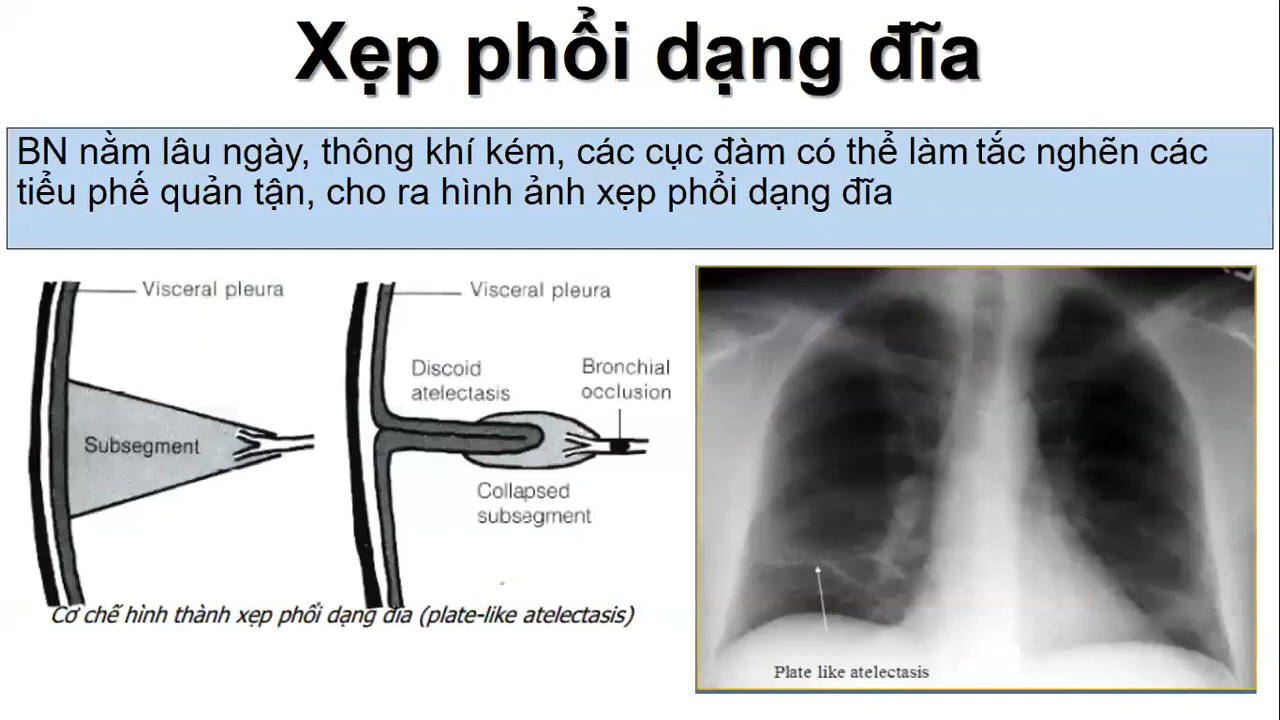 Xẹp phổi dạng đĩa
BN nằm lâu ngày, thông khí kém, các cục đàm có thể làm tắc nghẽn các
tiểu phế quản tận, cho ra hình ảnh xẹp phổi dạng đĩa
Visceral pleura
Subsegment
Visceral pleura
Discoid
atelectasis
Bronchial
occlusion
Collapsed
subsegment
Cơ chế hình thành xẹp phổi dạng đĩa (plate-like atelectasis)
Plate like atelectasis